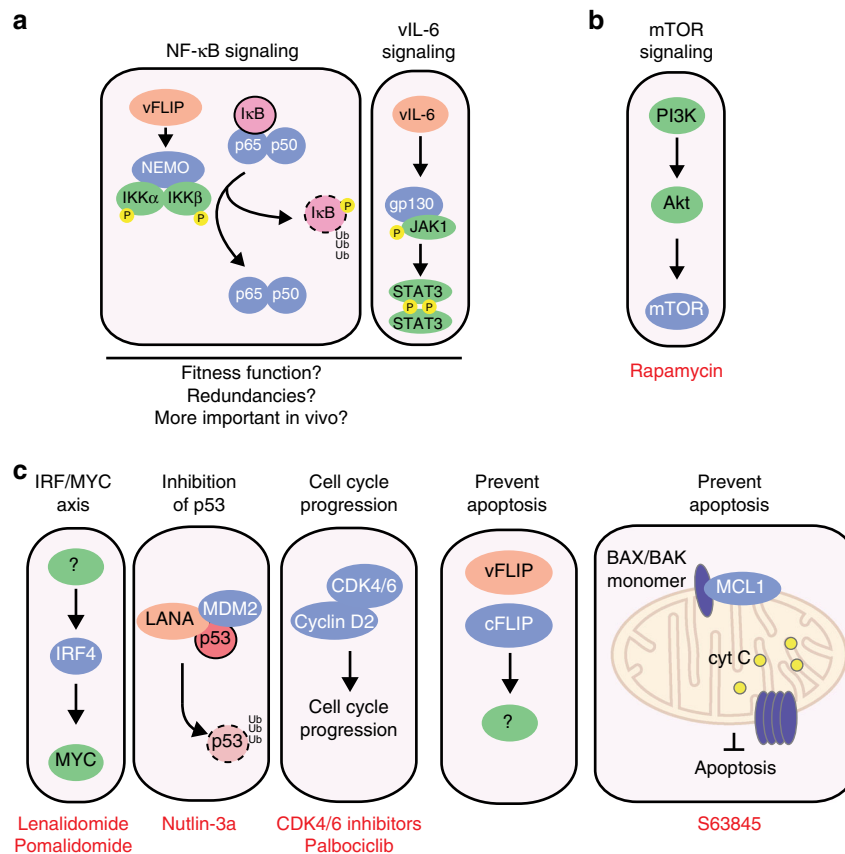 a
NF-κB signaling
vIL-6
signaling
vFLIP
NEMO
IKKα
IKKβ
P
P
IκB
p65
p50
IκB
P
Ub
Ub
Ub
p65
p50
vIL-6
gp130
JAK1
P
STAT3
P
P
STAT3
Fitness function?
Redundancies?
More important in vivo?
b
mTOR
signaling
PI3K
Akt
mTOR
Rapamycin
c
IRF/MYC
axis
?
IRF4
MYC
Lenalidomide
Pomalidomide
Inhibition
of p53
LANA
MDM2
p53
p53
Ub
Ub
Ub
Nutlin-3a
Cell cycle
progression
CDK4/6
Cyclin D2
Cell cycle
progression
CDK4/6 inhibitors
Palbociclib
Prevent
apoptosis
vFLIP
cFLIP
?
Prevent
apoptosis
BAX/BAK
monomer
MCL1
cyt C
Apoptosis
S63845